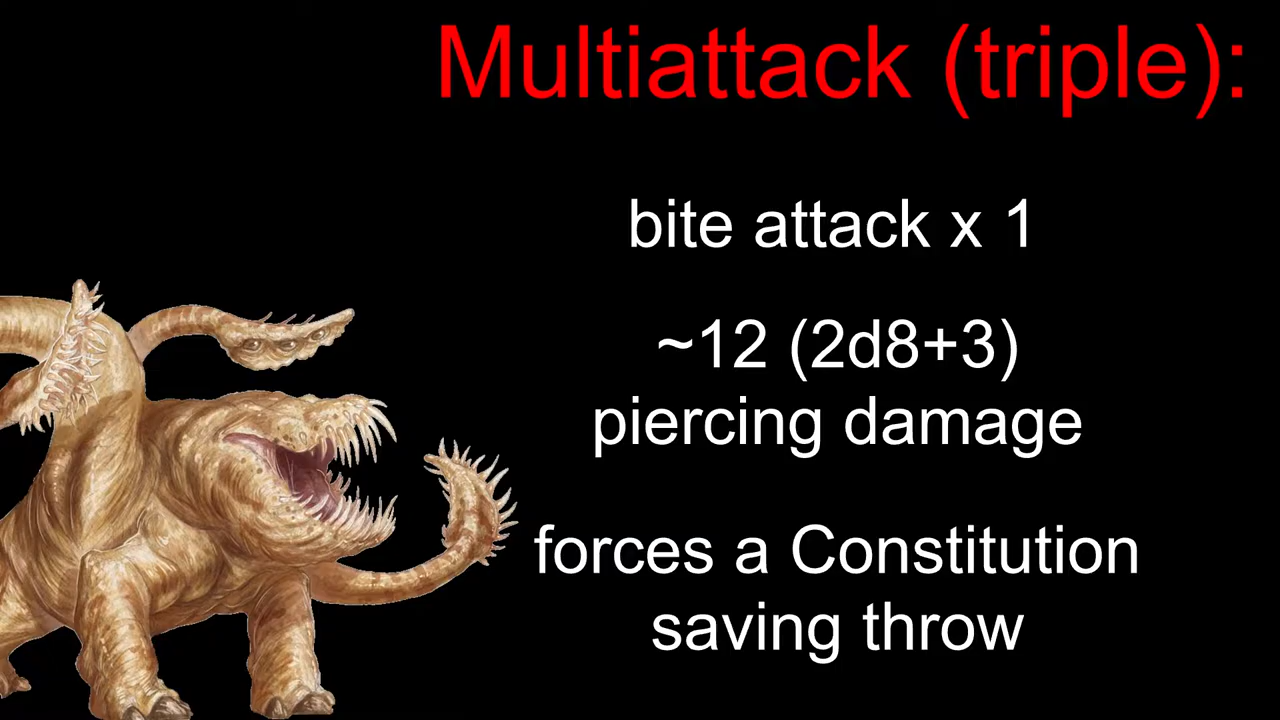 Multiattack (triple):
bite attack x 1
~12 (2d8+3)
piercing damage
forces a Constitution
saving throw